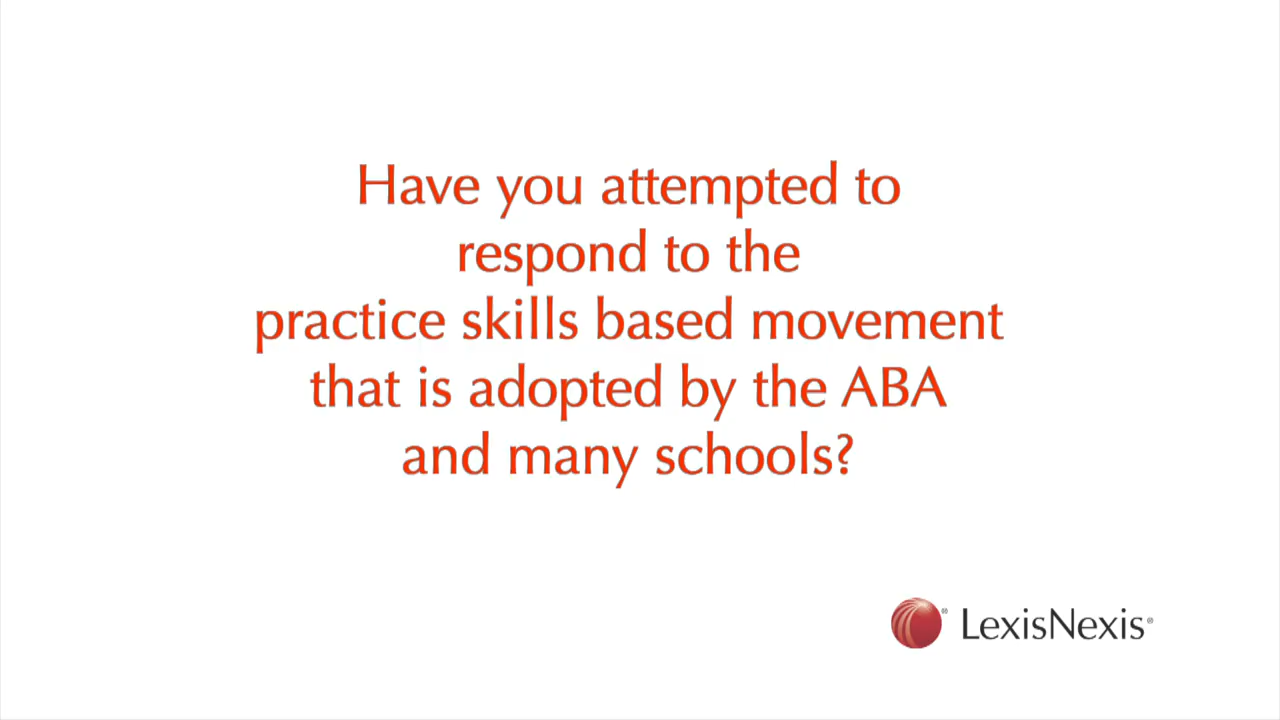 Have you attempted to
respond to the
practice skills based movement
that is adopted by the ABA
and many schools?
LexisNexis®